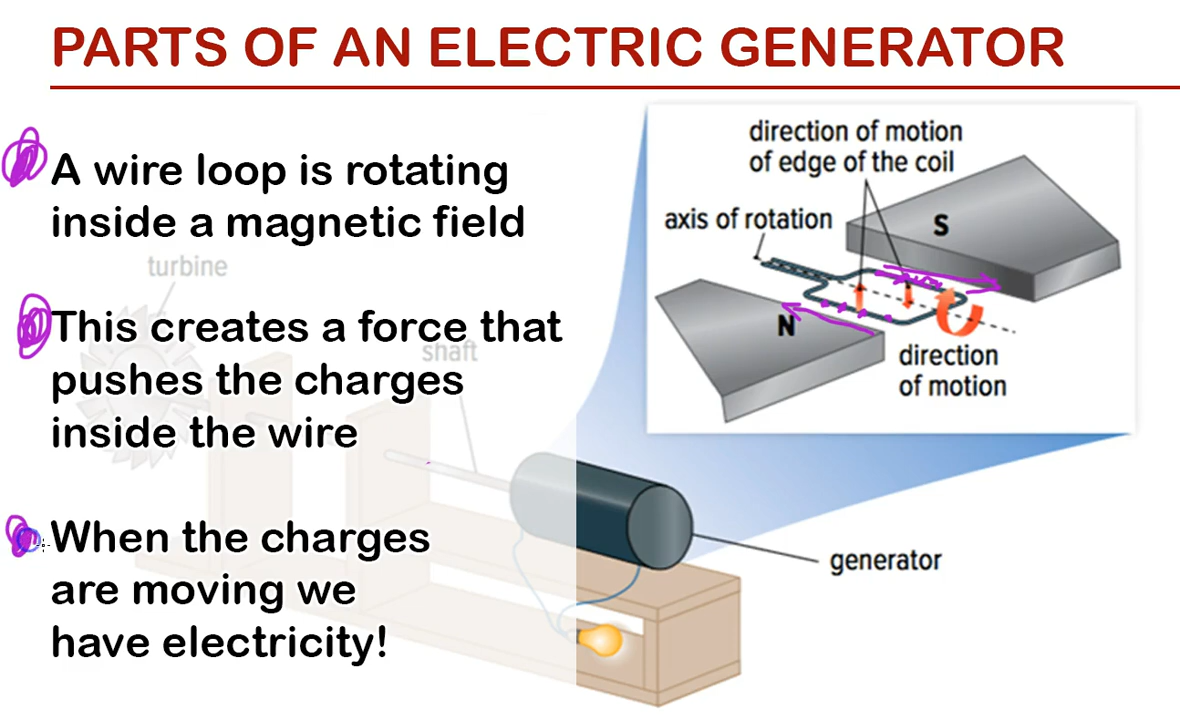 PARTS OF AN ELECTRIC GENERATOR
A wire loop is rotating
inside a magnetic field
This creates a force that
pushes the charges
inside the wire
When the charges
are moving we
have electricity!
turbine
shaft
direction of motion
of edge of the coil
axis of rotation
S
N
direction
of motion
generator